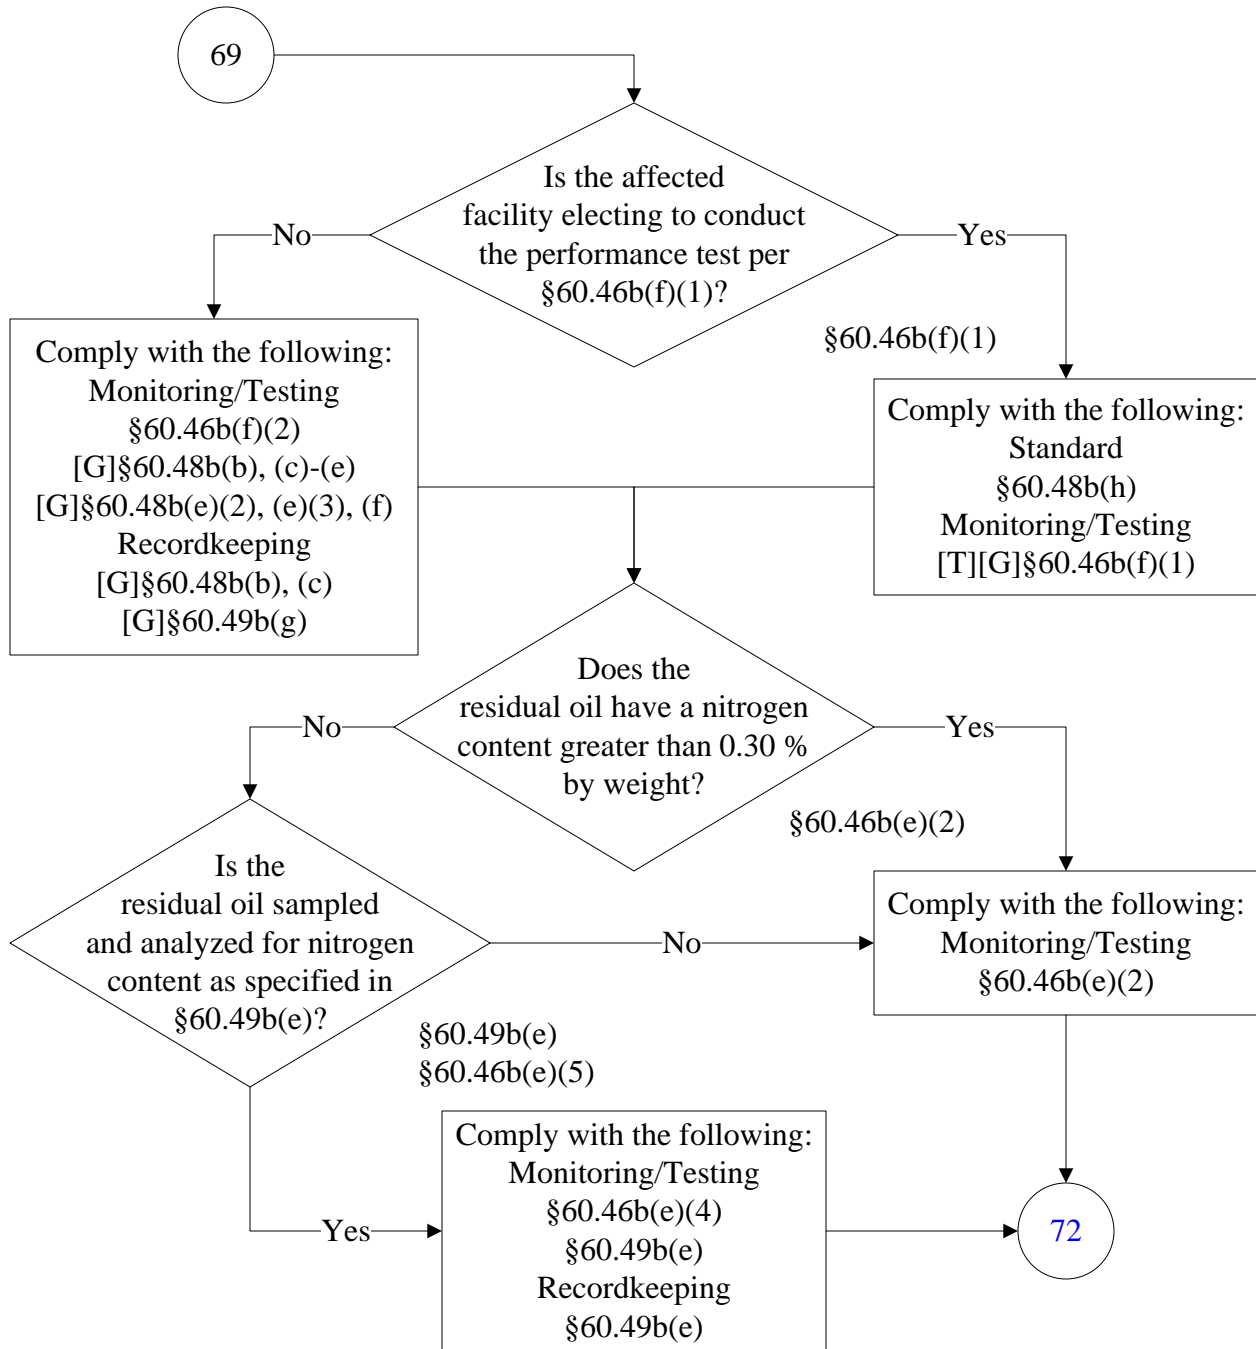 69
Is the affected
facility electing to conduct
the performance test per
§60.46b(f)(1)?
No
Yes
§60.46b(f)(1)
Comply with the following:
Monitoring/Testing
§60.46b(f)(2)
[G]§60.48b(b), (c)-(e)
[G]§60.48b(e)(2), (e)(3), (f)
Recordkeeping
[G]§60.48b(b), (c)
[G]§60.49b(g)
Comply with the following:
Standard
§60.48b(h)
Monitoring/Testing
[T][G]§60.46b(f)(1)
Does the
residual oil have a nitrogen
content greater than 0.30 %
by weight?
No
Yes
§60.46b(e)(2)
Is the
residual oil sampled
and analyzed for nitrogen
content as specified in
§60.49b(e)?
No
Comply with the following:
Monitoring/Testing
§60.46b(e)(2)
§60.49b(e)
§60.46b(e)(5)
Yes
Comply with the following:
Monitoring/Testing
§60.46b(e)(4)
§60.49b(e)
Recordkeeping
§60.49b(e)
72